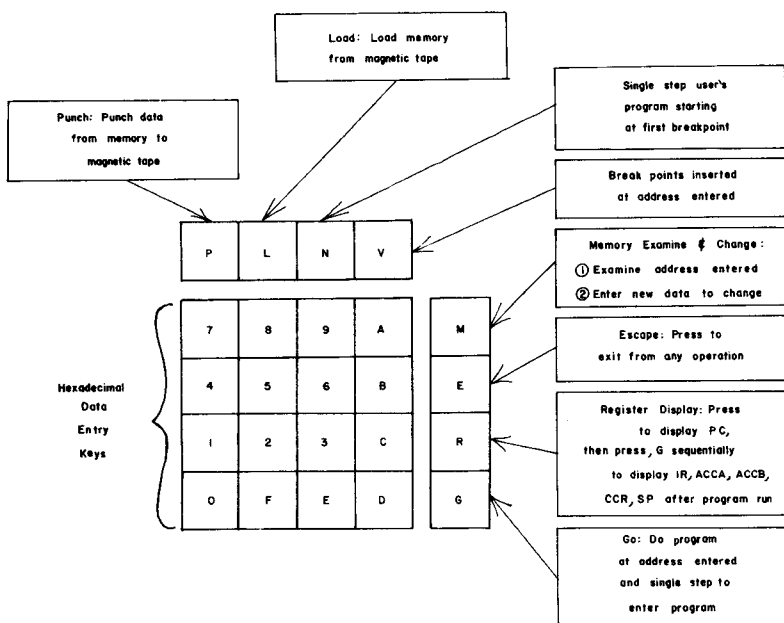 Load: Load memory
from magnetic tape
Punch: Punch data
from memory to
magnetic tape
Single step user's
program starting
at first breakpoint
Break points inserted
at address entered
P L N V
Memory Examine & Change:
① Examine address entered
② Enter new data to change
7 8 9 A M
Escape: Press to
exit from any operation
4 5 6 B E
Hexadecimal
Data
Entry
Keys
Register Display: Press
to display PC,
then press, G sequentially
to display IR, ACCA, ACCB,
CCR, SP after program run
1 2 3 C R
0 F E D G
Go: Do program
at address entered
and single step to
enter program